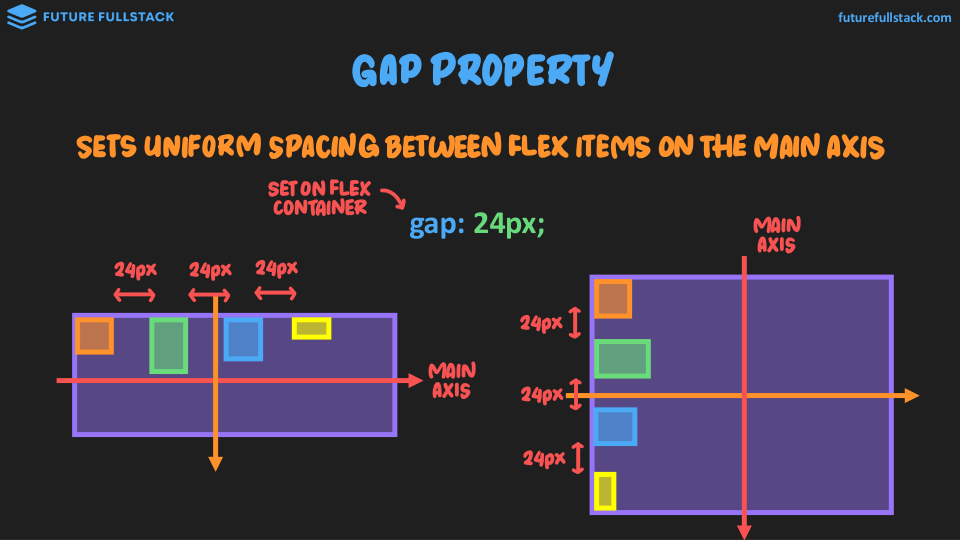 FUTURE FULLSTACK
futurefullstack.com
GAP PROPERTY
SETS UNIFORM SPACING BETWEEN FLEX ITEMS ON THE MAIN AXIS
SET ON FLEX
CONTAINER
gap: 24px;
MAIN
AXIS
24px
24px
24px
MAIN
AXIS
24px
24px
24px